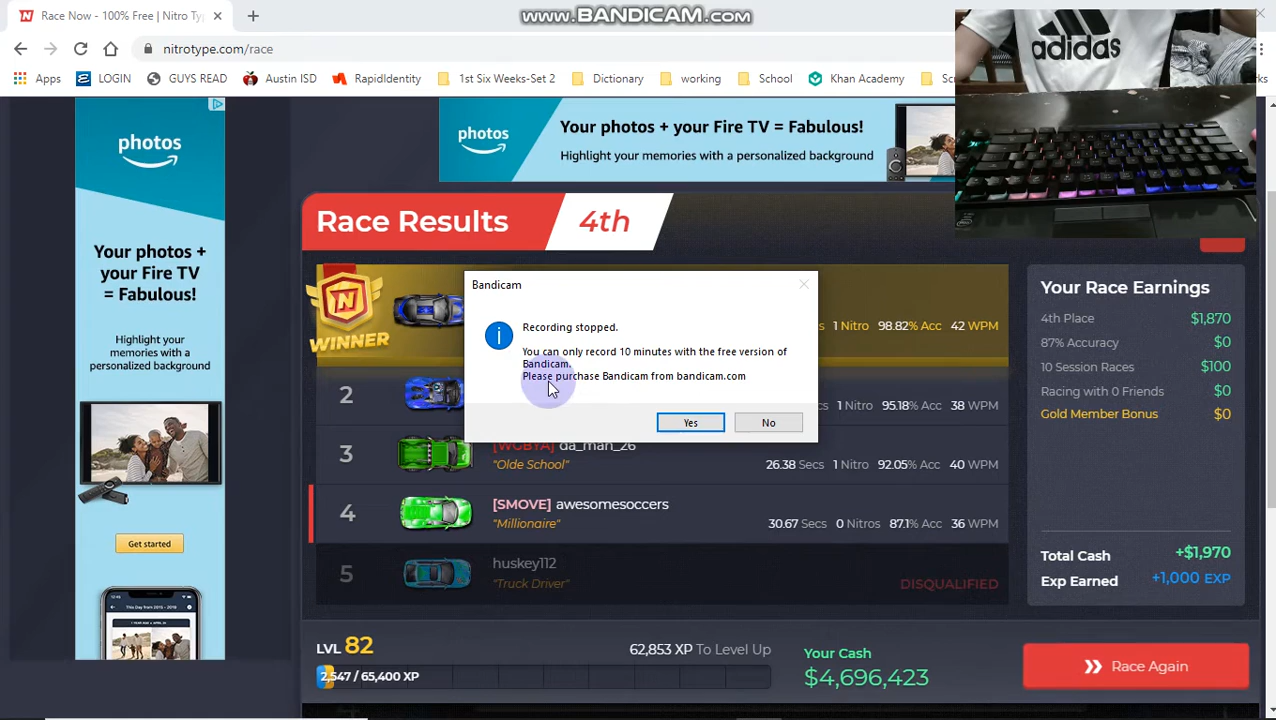 Race Now - 100% Free | Nitro Typ
www.BANDICAM.com
nitrotype.com/race
Apps
LOGIN
GUYS READ
Austin ISD
RapidIdentity
1st Six Weeks-Set 2
Dictionary
working
School
Khan Academy
adidas
photos
Your photos +
your Fire TV
= Fabulous!
Highlight your
memories with a
personalized
background
Get started
photos
Your photos + your Fire TV = Fabulous!
Highlight your memories with a personalized background
Race Results
4th
WINNER
1 Nitro 98.82% Acc 42 WPM
2
1 Nitro 95.18% Acc 38 WPM
3
da_man_26
"Olde School"
26.38 Secs 1 Nitro 92.05% Acc 40 WPM
4
[SMOVE] awesomesoccers
"Millionaire"
30.67 Secs 0 Nitros 87.1% Acc 36 WPM
5
huskey112
"Truck Driver"
DISQUALIFIED
Bandicam
Recording stopped.
You can only record 10 minutes with the free version of
Bandicam.
Please purchase Bandicam from bandicam.com
Yes
No
Your Race Earnings
4th Place $1,870
87% Accuracy $0
10 Session Races $100
Racing with 0 Friends $0
Gold Member Bonus $0
Total Cash +$1,970
Exp Earned +1,000 EXP
LVL 82
62,853 XP To Level Up
2,547 / 65,400 XP
Your Cash
$4,696,423
Race Again